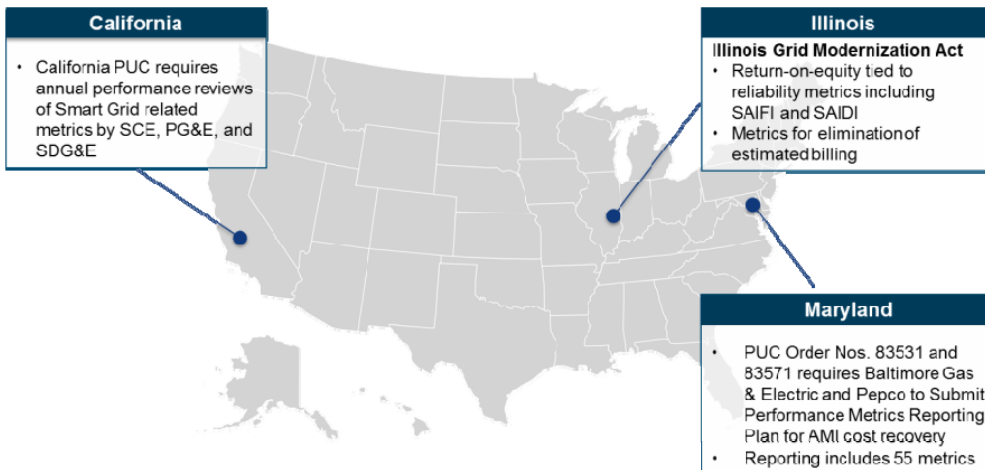 California
• California PUC requires
annual performance reviews
of Smart Grid related
metrics by SCE, PG&E, and
SDG&E
Illinois
Illinois Grid Modernization Act
• Return-on-equity tied to
reliability metrics including
SAIFI and SAIDI
• Metrics for elimination of
estimated billing
Maryland
• PUC Order Nos. 83531 and
83571 requires Baltimore Gas
& Electric and Pepco to Submit
Performance Metrics Reporting
Plan for AMI cost recovery
• Reporting includes 55 metrics